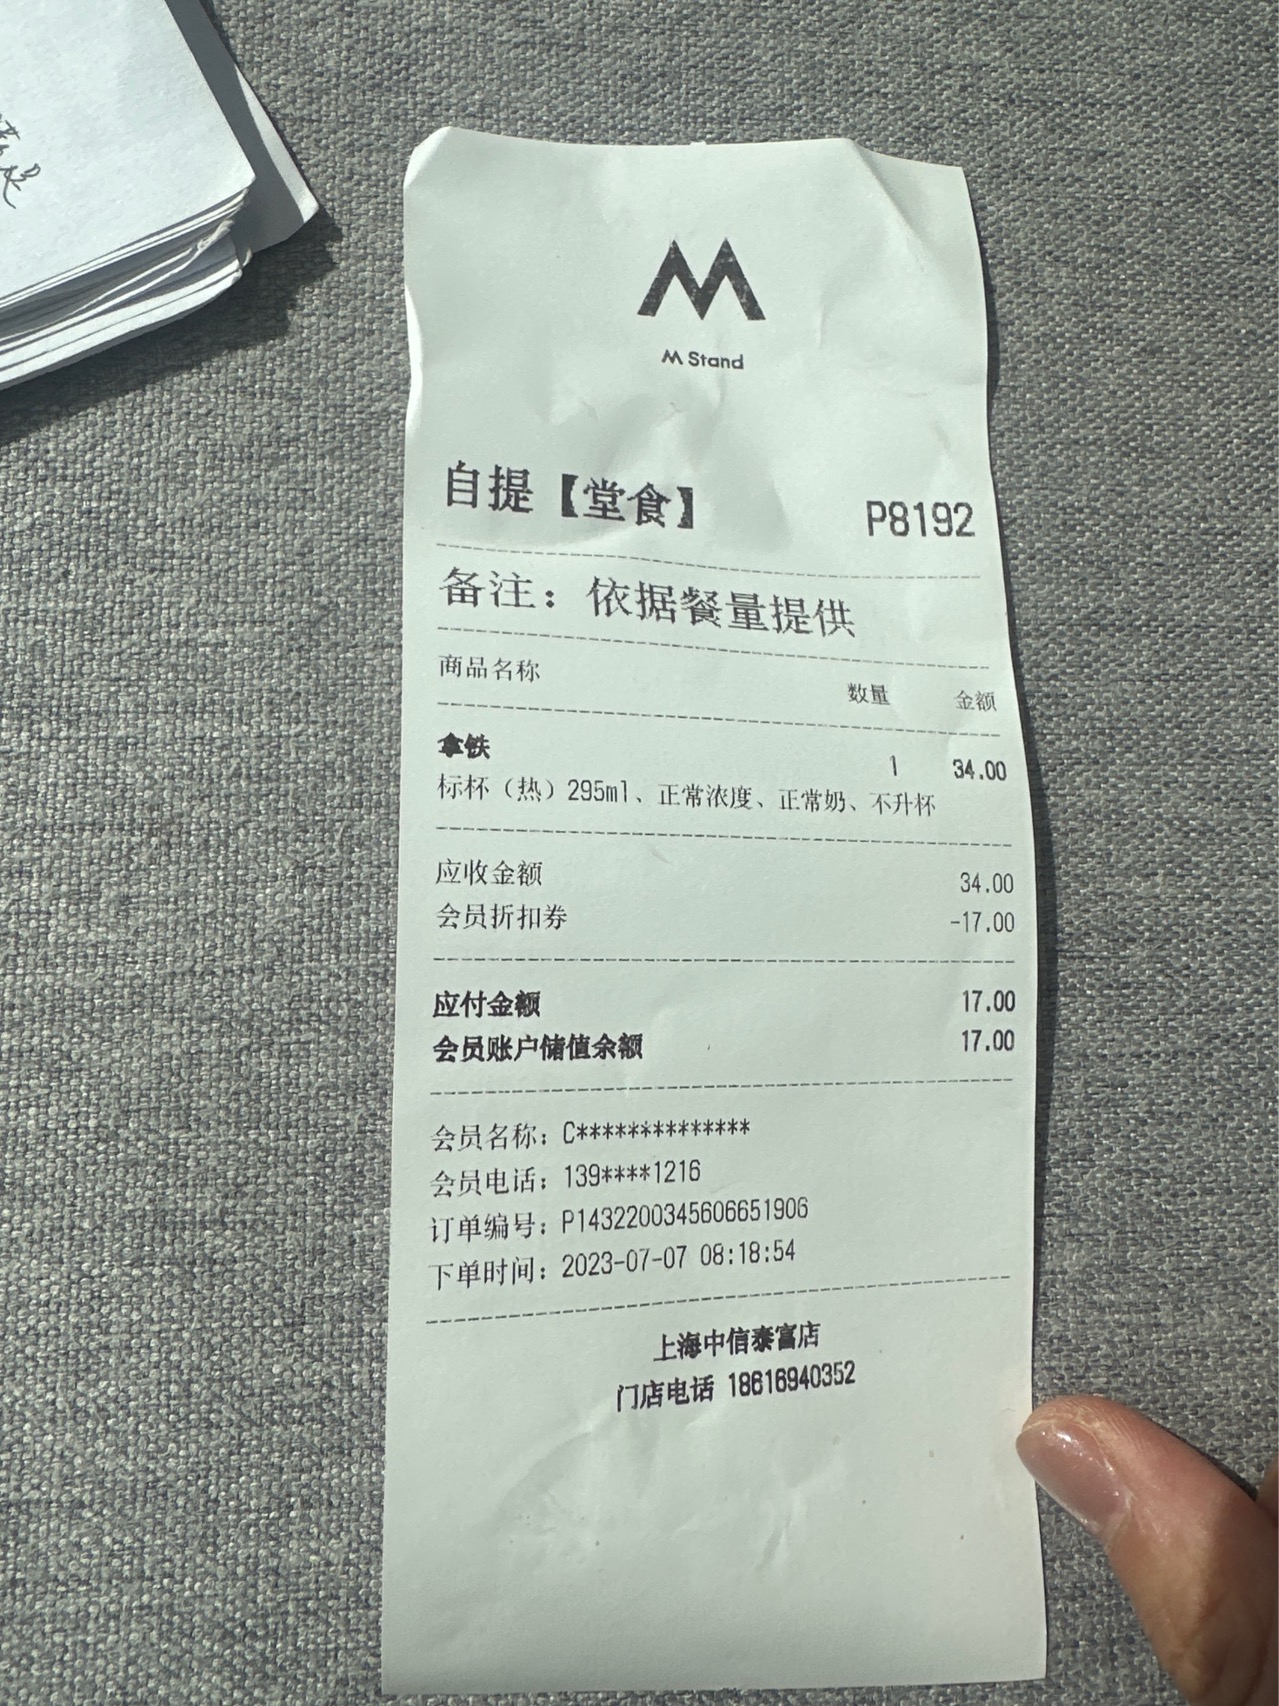 M Stand
自提【堂食】 P8192
备注：依据餐量提供
商品名称 数量 金额
拿铁 1 34.00
标杯（热）295ml、正常浓度、正常奶、不升杯
应收金额 34.00
会员折扣券 -17.00
应付金额 17.00
会员账户储值余额 17.00
会员名称：C**************
会员电话：139****1216
订单编号：P1432200345606651906
下单时间：2023-07-07 08:18:54
上海中信泰富店
门店电话 18616940352